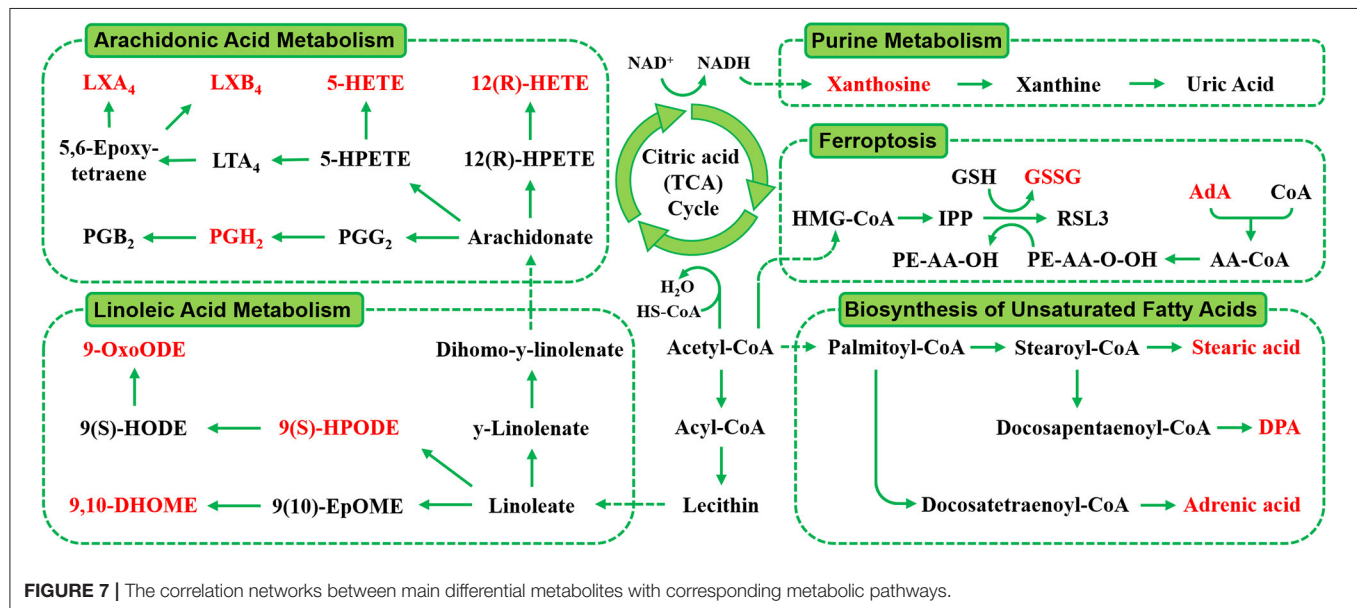 Arachidonic Acid Metabolism
LXA₄ LXB₄ 5-HETE 12(R)-HETE
5,6-Epoxy-
tetraene
LTA₄ 5-HPETE 12(R)-HPETE
PGB₂ PGH₂ PGG₂ Arachidonate
Linoleic Acid Metabolism
9-OxoODE Dihomo-y-linolenate
9(S)-HODE 9(S)-HPODE y-Linolenate
9,10-DHOME 9(10)-EpOME Linoleate
NAD⁺ NADH
Citric acid
(TCA)
Cycle
H₂O
HS-CoA
Acetyl-CoA
Acyl-CoA
Lecithin
Purine Metabolism
Xanthosine Xanthine Uric Acid
Ferroptosis
GSH GSSG AdA CoA
HMG-CoA IPP RSL3
PE-AA-OH PE-AA-O-OH AA-CoA
Biosynthesis of Unsaturated Fatty Acids
Palmitoyl-CoA Stearoyl-CoA Stearic acid
Docosapentaenoyl-CoA DPA
Docosatetraenoyl-CoA Adrenic acid
FIGURE 7 | The correlation networks between main differential metabolites with corresponding metabolic pathways.